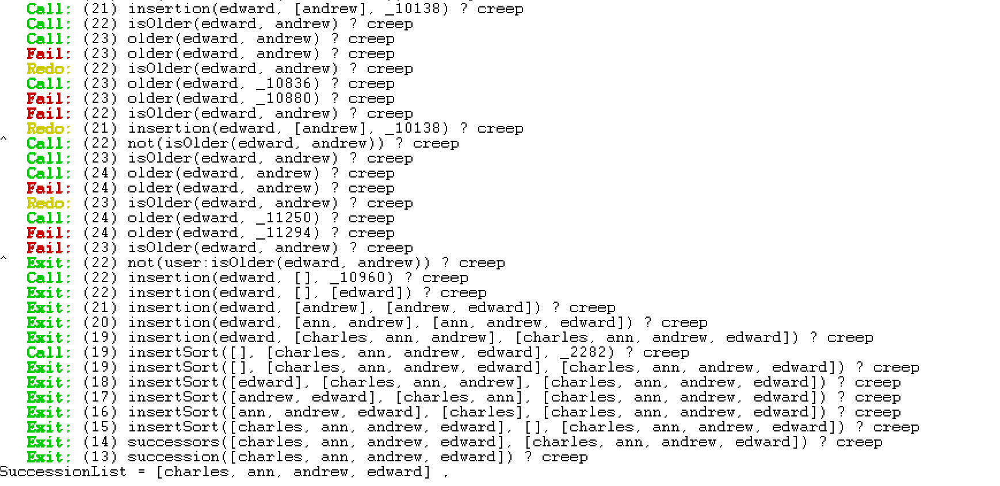 Call: (21) insertion(edward, [andrew], _10138) ? creep
Call: (22) isOlder(edward, andrew) ? creep
Call: (23) older(edward, andrew) ? creep
Fail: (23) older(edward, andrew) ? creep
Redo: (22) isOlder(edward, andrew) ? creep
Call: (23) older(edward, _10836) ? creep
Fail: (23) older(edward, _10880) ? creep
Fail: (22) isOlder(edward, andrew) ? creep
Redo: (21) insertion(edward, [andrew], _10138) ? creep
^ Call: (22) not(isOlder(edward, andrew)) ? creep
Call: (23) isOlder(edward, andrew) ? creep
Call: (24) older(edward, andrew) ? creep
Fail: (24) older(edward, andrew) ? creep
Redo: (23) isOlder(edward, andrew) ? creep
Call: (24) older(edward, _11250) ? creep
Fail: (24) older(edward, _11294) ? creep
Fail: (23) isOlder(edward, andrew) ? creep
^ Exit: (22) not(user:isOlder(edward, andrew)) ? creep
Call: (22) insertion(edward, [], _10960) ? creep
Exit: (22) insertion(edward, [], [edward]) ? creep
Exit: (21) insertion(edward, [andrew], [andrew, edward]) ? creep
Exit: (20) insertion(edward, [ann, andrew], [ann, andrew, edward]) ? creep
Exit: (19) insertion(edward, [charles, ann, andrew], [charles, ann, andrew, edward]) ? creep
Call: (19) insertSort([], [charles, ann, andrew, edward], _2282) ? creep
Exit: (19) insertSort([], [charles, ann, andrew, edward], [charles, ann, andrew, edward]) ? creep
Exit: (18) insertSort([edward], [charles, ann, andrew], [charles, ann, andrew, edward]) ? creep
Exit: (17) insertSort([andrew, edward], [charles, ann], [charles, ann, andrew, edward]) ? creep
Exit: (16) insertSort([ann, andrew, edward], [charles], [charles, ann, andrew, edward]) ? creep
Exit: (15) insertSort([charles, ann, andrew, edward], [], [charles, ann, andrew, edward]) ? creep
Exit: (14) successors([charles, ann, andrew, edward], [charles, ann, andrew, edward]) ? creep
Exit: (13) succession([charles, ann, andrew, edward]) ? creep
SuccessionList = [charles, ann, andrew, edward] .